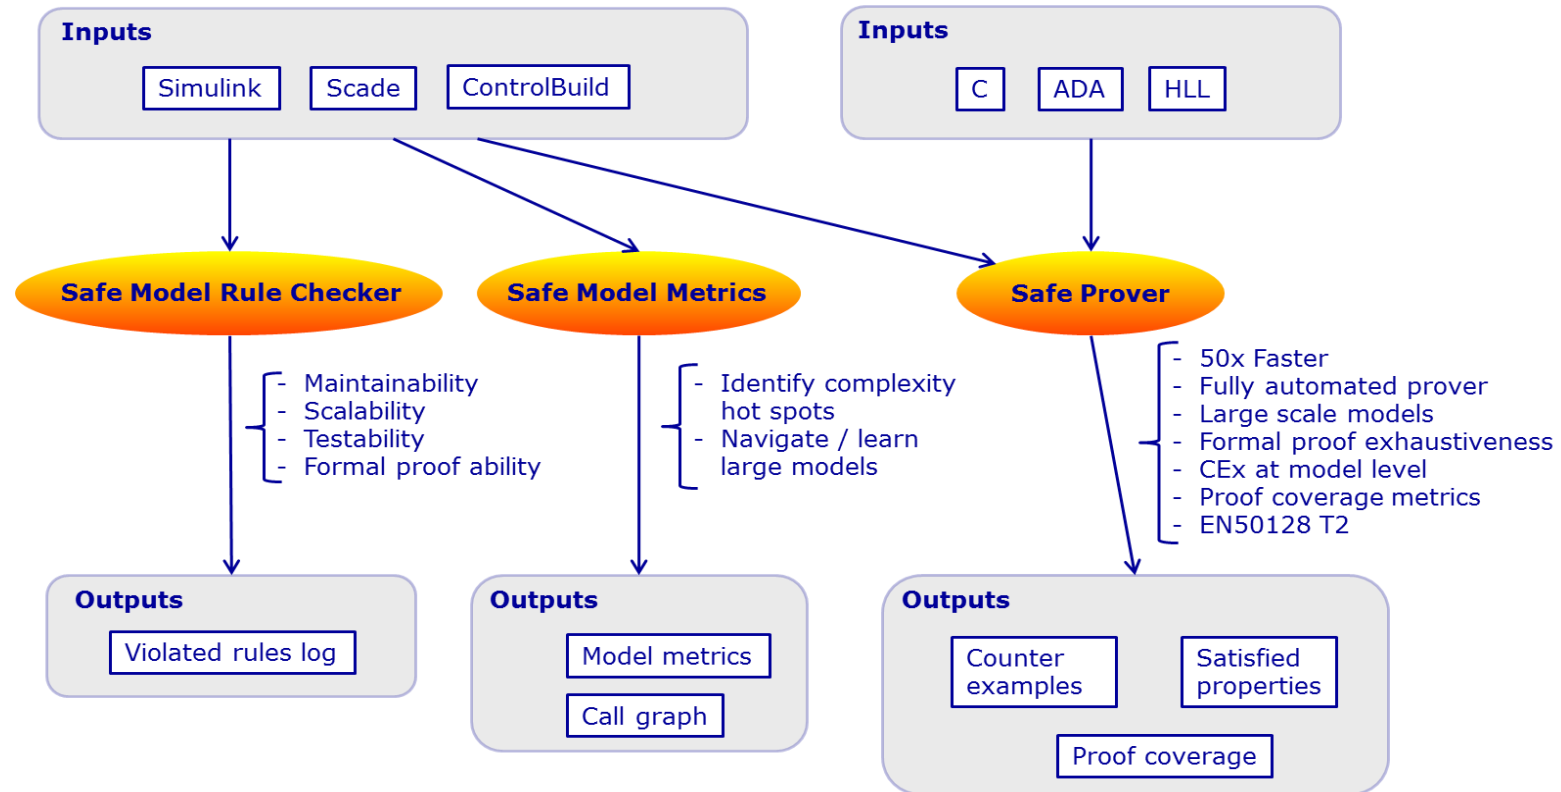 Inputs
Simulink
Scade
ControlBuild
Inputs
C
ADA
HLL
Safe Model Rule Checker
Safe Model Metrics
Safe Prover
- Maintainability
- Scalability
- Testability
- Formal proof ability
- Identify complexity
hot spots
- Navigate / learn
large models
- 50x Faster
- Fully automated prover
- Large scale models
- Formal proof exhaustiveness
- CEx at model level
- Proof coverage metrics
- EN50128 T2
Outputs
Violated rules log
Outputs
Model metrics
Call graph
Outputs
Counter
examples
Satisfied
properties
Proof coverage